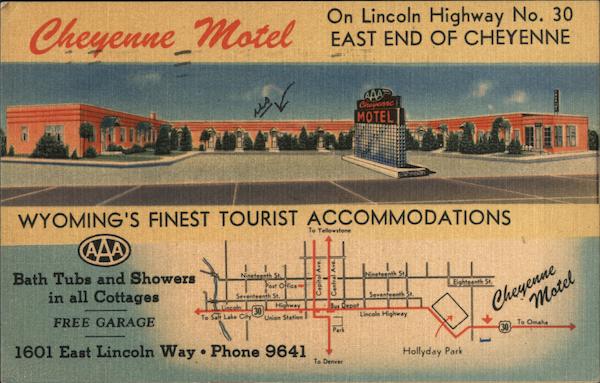 Cheyenne Motel
On Lincoln Highway No. 30
EAST END OF CHEYENNE
AAA
Cheyenne
MOTEL
WYOMING'S FINEST TOURIST ACCOMMODATIONS
AAA
Bath Tubs and Showers
in all Cottages
FREE GARAGE
1601 East Lincoln Way • Phone 9641
To Yellowstone
Nineteenth St.
Capitol Ave.
Central Ave.
Nineteenth St.
Eighteenth St.
Post Office
Seventeenth St.
Seventeenth St.
Lincoln Highway
Bus Depot
To Salt Lake City
30
Union Station
Lincoln Highway
Park
To Denver
Hollyday Park
Cheyenne
Motel
30
To Omaha